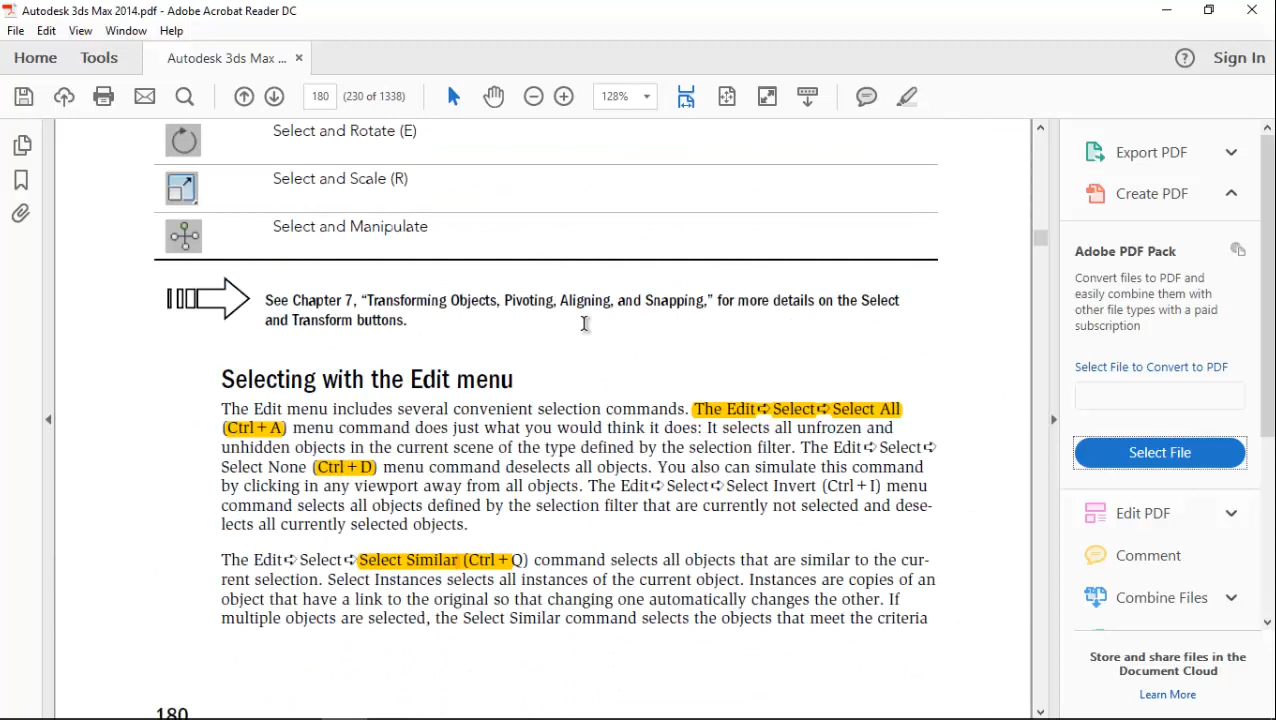 Autodesk 3ds Max 2014.pdf - Adobe Acrobat Reader DC
File Edit View Window Help
Home Tools Autodesk 3ds Max ... × ? Sign In
180 (230 of 1338) 128%
Select and Rotate (E)
Select and Scale (R)
Select and Manipulate
See Chapter 7, “Transforming Objects, Pivoting, Aligning, and Snapping,” for more details on the Select
and Transform buttons.
Selecting with the Edit menu
The Edit menu includes several convenient selection commands. The Edit➪Select➪Select All
(Ctrl+A) menu command does just what you would think it does: It selects all unfrozen and
unhidden objects in the current scene of the type defined by the selection filter. The Edit➪Select➪
Select None (Ctrl+D) menu command deselects all objects. You also can simulate this command
by clicking in any viewport away from all objects. The Edit➪Select➪Select Invert (Ctrl+I) menu
command selects all objects defined by the selection filter that are currently not selected and dese-
lects all currently selected objects.
The Edit➪Select➪Select Similar (Ctrl+Q) command selects all objects that are similar to the cur-
rent selection. Select Instances selects all instances of the current object. Instances are copies of an
object that have a link to the original so that changing one automatically changes the other. If
multiple objects are selected, the Select Similar command selects the objects that meet the criteria
180
Export PDF
Create PDF
Adobe PDF Pack
Convert files to PDF and
easily combine them with
other file types with a paid
subscription
Select File to Convert to PDF
Select File
Edit PDF
Comment
Combine Files
Store and share files in the
Document Cloud
Learn More